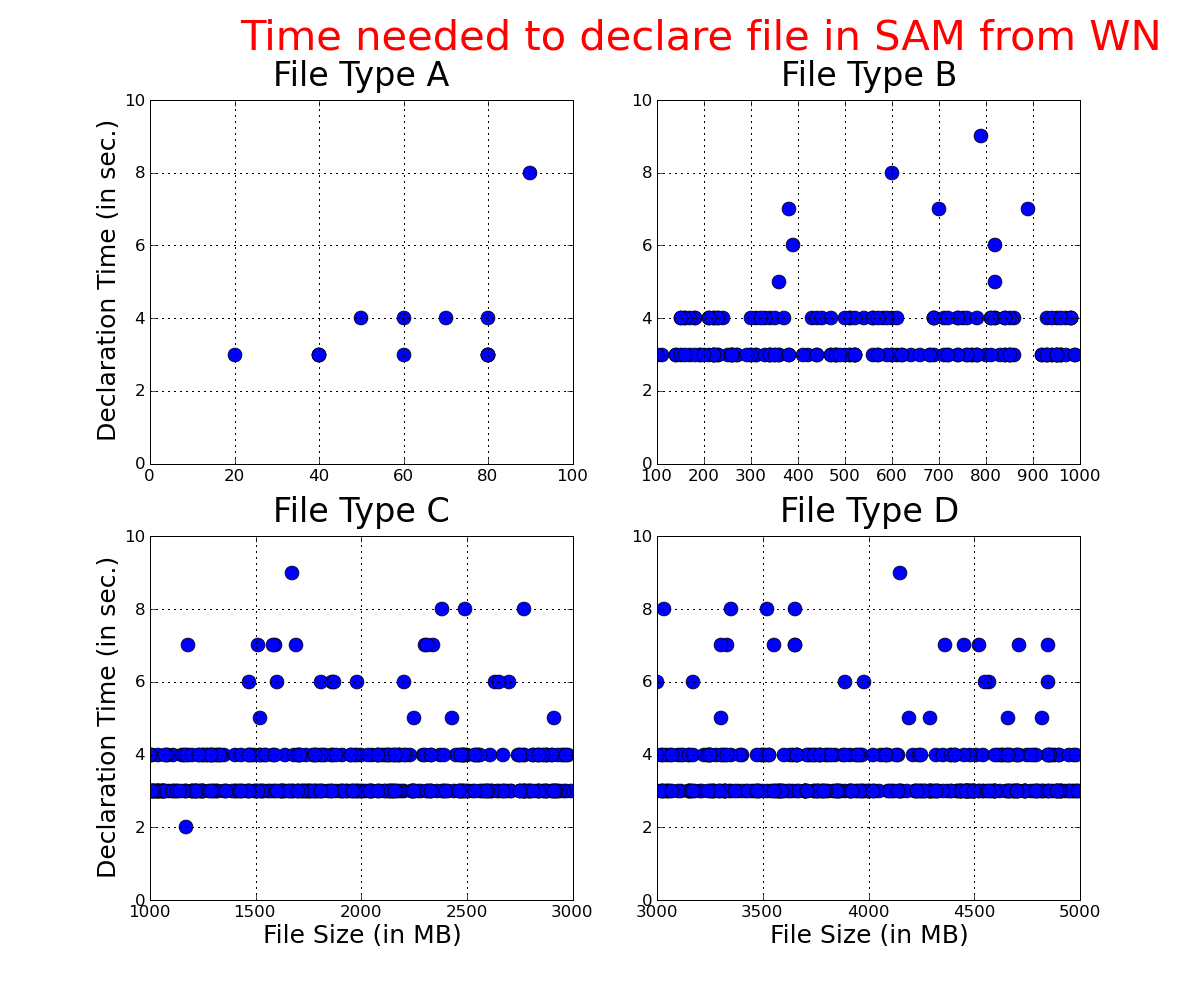 Time needed to declare file in SAM from WN
File Type A
File Type B
Declaration Time (in sec.)
10
8
6
4
2
0
0 20 40 60 80 100
10
8
6
4
2
0
100 200 300 400 500 600 700 800 900 1000
File Type C
File Type D
Declaration Time (in sec.)
10
8
6
4
2
0
1000 1500 2000 2500 3000
File Size (in MB)
10
8
6
4
2
0
3000 3500 4000 4500 5000
File Size (in MB)